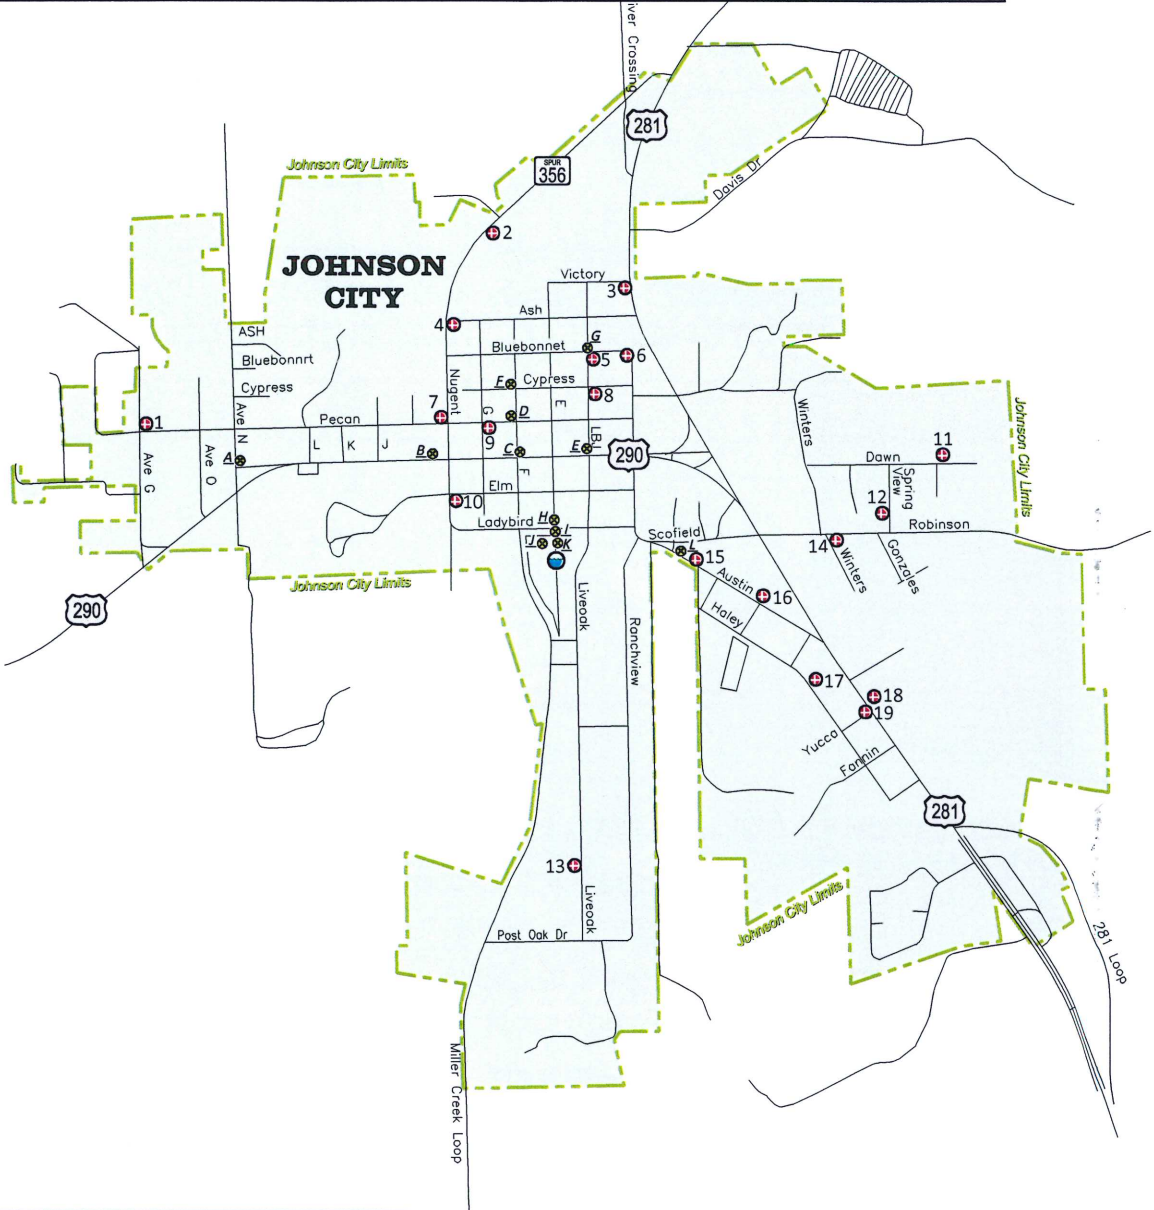 iver Crossing
281
Johnson City Limits
SPUR
356
Davis Dr
2
JOHNSON
CITY
Victory
3
Ash
4
ASH
G
Bluebonnet
Bluebonnrt
5
6
F
Cypress
Cypress
Nugent
E
8
Winters
7
G
D
1
Pecan
9
LBJ
Ave N
L
K
J
B
C
E
290
Johnson City Limits
11
Dawn
Ave G
Ave O
A
F
Spring
View
Elm
12
10
Ladybird
H
I
J
K
Scofield
L
Robinson
14
15
Winters
Gonzales
Johnson City Limits
Austin
16
Haley
Liveoak
Ranchview
290
17
18
19
Yucca
Fannin
281
13
Liveoak
Johnson City Limits
Post Oak Dr
281 Loop
Miller Creek Loop